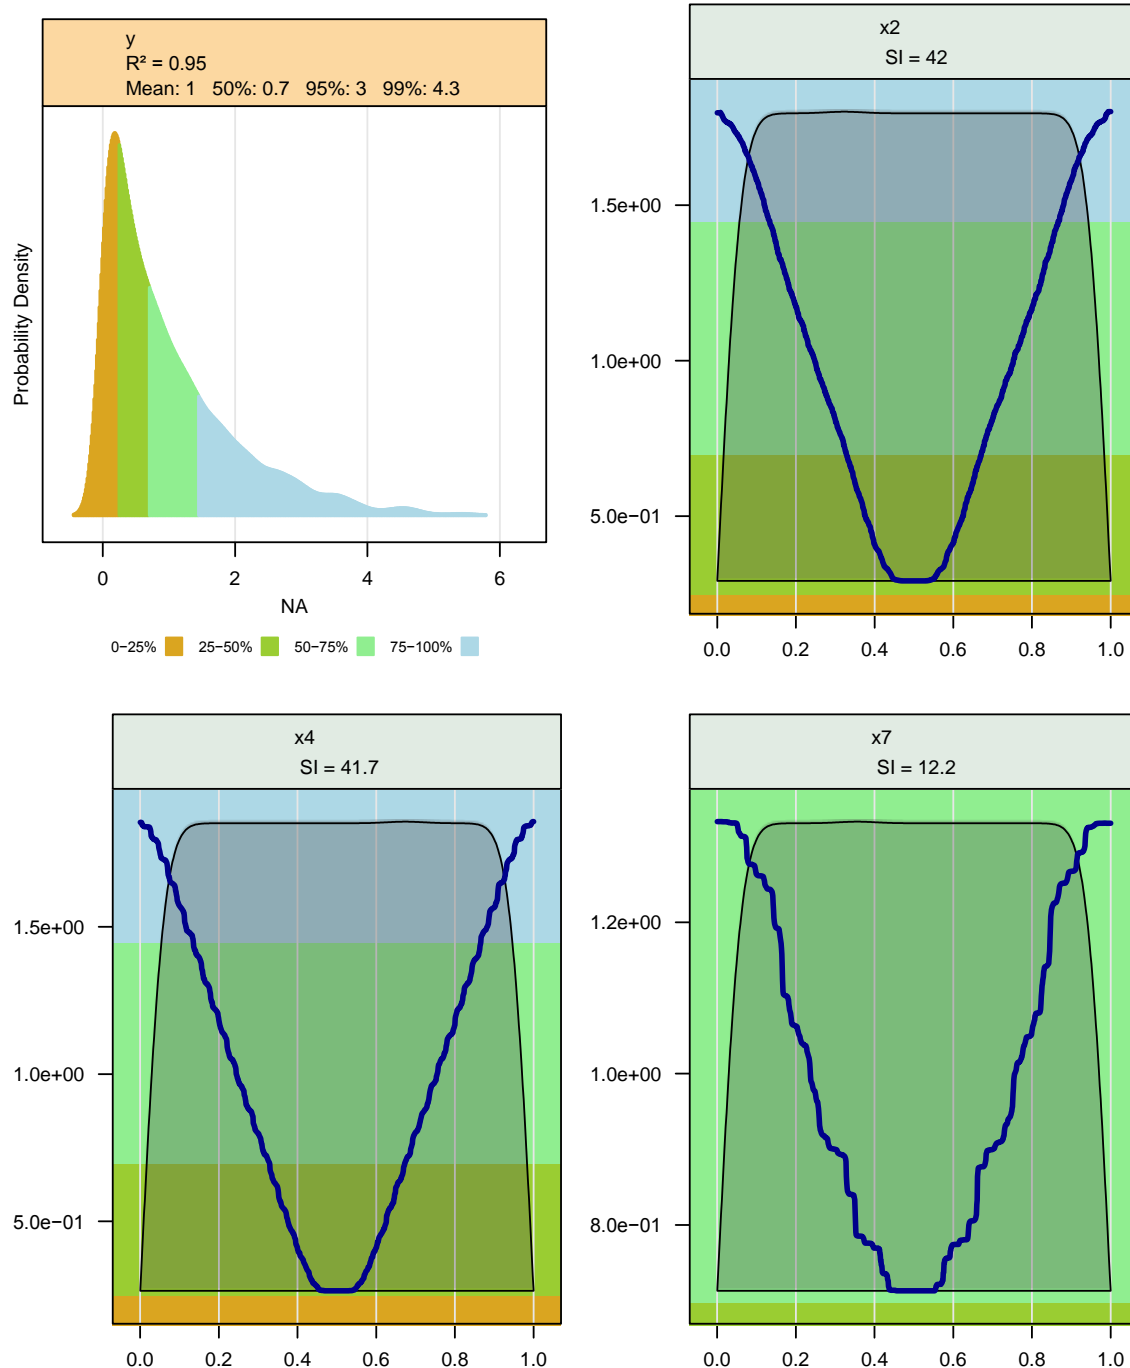 y
R² = 0.95
Mean: 1 50%: 0.7 95%: 3 99%: 4.3
Probability Density
0 2 4 6
NA
0−25% 25−50% 50−75% 75−100%
x2
SI = 42
1.5e+00
1.0e+00
5.0e−01
0.0 0.2 0.4 0.6 0.8 1.0
x4
SI = 41.7
1.5e+00
1.0e+00
5.0e−01
0.0 0.2 0.4 0.6 0.8 1.0
x7
SI = 12.2
1.2e+00
1.0e+00
8.0e−01
0.0 0.2 0.4 0.6 0.8 1.0